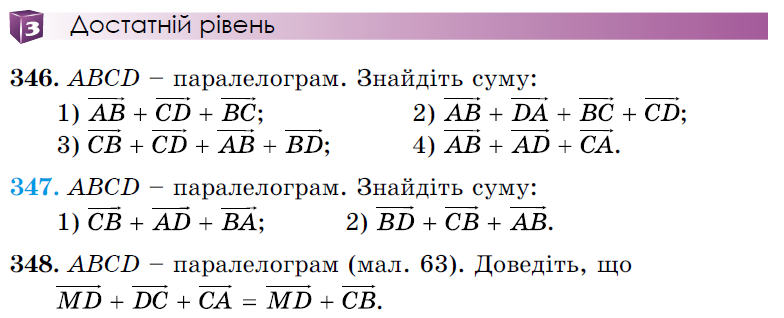 3 Достатній рівень
346. ABCD – паралелограм. Знайдіть суму:
1) \overrightarrow{AB} + \overrightarrow{CD} + \overrightarrow{BC}; 2) \overrightarrow{AB} + \overrightarrow{DA} + \overrightarrow{BC} + \overrightarrow{CD};
3) \overrightarrow{CB} + \overrightarrow{CD} + \overrightarrow{AB} + \overrightarrow{BD}; 4) \overrightarrow{AB} + \overrightarrow{AD} + \overrightarrow{CA}.
347. ABCD – паралелограм. Знайдіть суму:
1) \overrightarrow{CB} + \overrightarrow{AD} + \overrightarrow{BA}; 2) \overrightarrow{BD} + \overrightarrow{CB} + \overrightarrow{AB}.
348. ABCD – паралелограм (мал. 63). Доведіть, що
\overrightarrow{MD} + \overrightarrow{DC} + \overrightarrow{CA} = \overrightarrow{MD} + \overrightarrow{CB}.